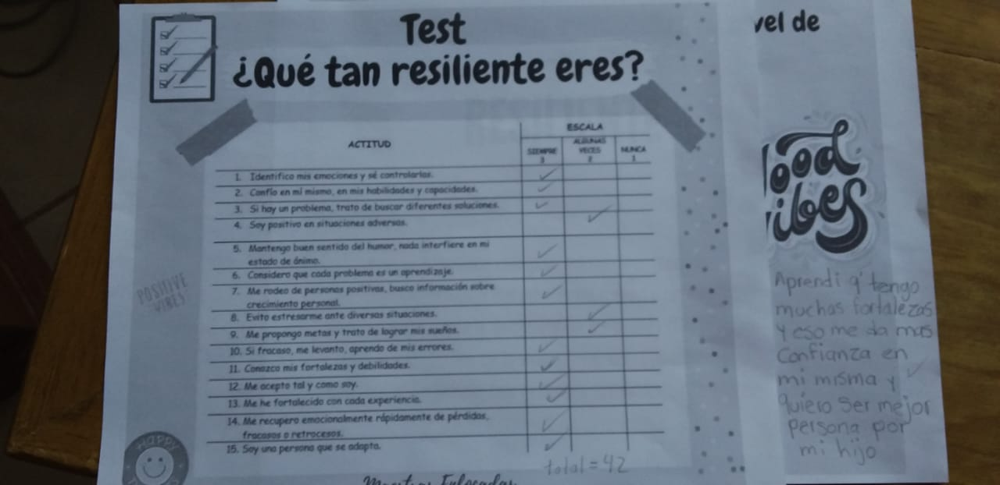 Test
¿Qué tan resiliente eres?
ACTITUD
ESCALA
SIEMPRE
3
ALGUNAS
VECES
2
NUNCA
1
1. Identifico mis emociones y sé controlarlas.
2. Confío en mí mismo, en mis habilidades y capacidades.
3. Si hay un problema, trato de buscar diferentes soluciones.
4. Soy positivo en situaciones adversas.
5. Mantengo buen sentido del humor, nada interfiere en mi
estado de ánimo.
6. Considero que cada problema es un aprendizaje.
7. Me rodeo de personas positivas, busco información sobre
crecimiento personal.
8. Evito estresarme ante diversas situaciones.
9. Me propongo metas y trato de lograr mis sueños.
10. Si fracaso, me levanto, aprendo de mis errores.
11. Conozco mis fortalezas y debilidades.
12. Me acepto tal y como soy.
13. Me he fortalecido con cada experiencia.
14. Me recupero emocionalmente rápidamente de pérdidas,
fracasos o retrocesos.
15. Soy una persona que se adapta.
total = 42
POSITIVE
VIBES
HAPPY
vel de
ood
vibes
Aprendi q' tengo
muchas fortalezas
y eso me da mas
Confianza en
mi misma y
quiero ser mejor
persona por
mi hijo